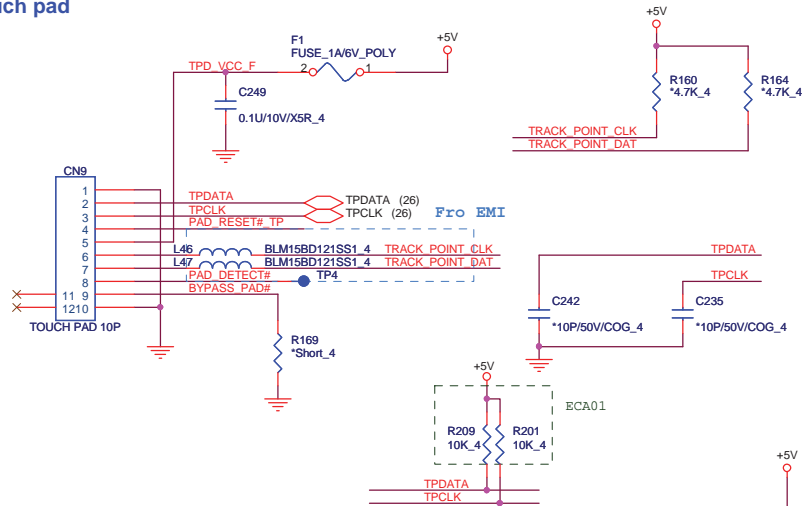 uch pad
F1
FUSE_1A/6V_POLY
+5V
TPD_VCC_F
2
1
C249
0.1U/10V/X5R_4
+5V
R160
*4.7K_4
R164
*4.7K_4
TRACK_POINT_CLK
TRACK_POINT_DAT
CN9
1
2
3
4
5
6
7
8
11 9
12 10
TOUCH PAD 10P
TPDATA
TPDATA (26)
TPCLK
TPCLK (26)
PAD_RESET#_TP
Fro EMI
L46
BLM15BD121SS1_4
TRACK_POINT_CLK
L47
BLM15BD121SS1_4
TRACK_POINT_DAT
PAD_DETECT#
TP4
BYPASS_PAD#
R169
*Short_4
TPDATA
TPCLK
C242
*10P/50V/COG_4
C235
*10P/50V/COG_4
+5V
ECA01
R209
10K_4
R201
10K_4
TPDATA
TPCLK
+5V